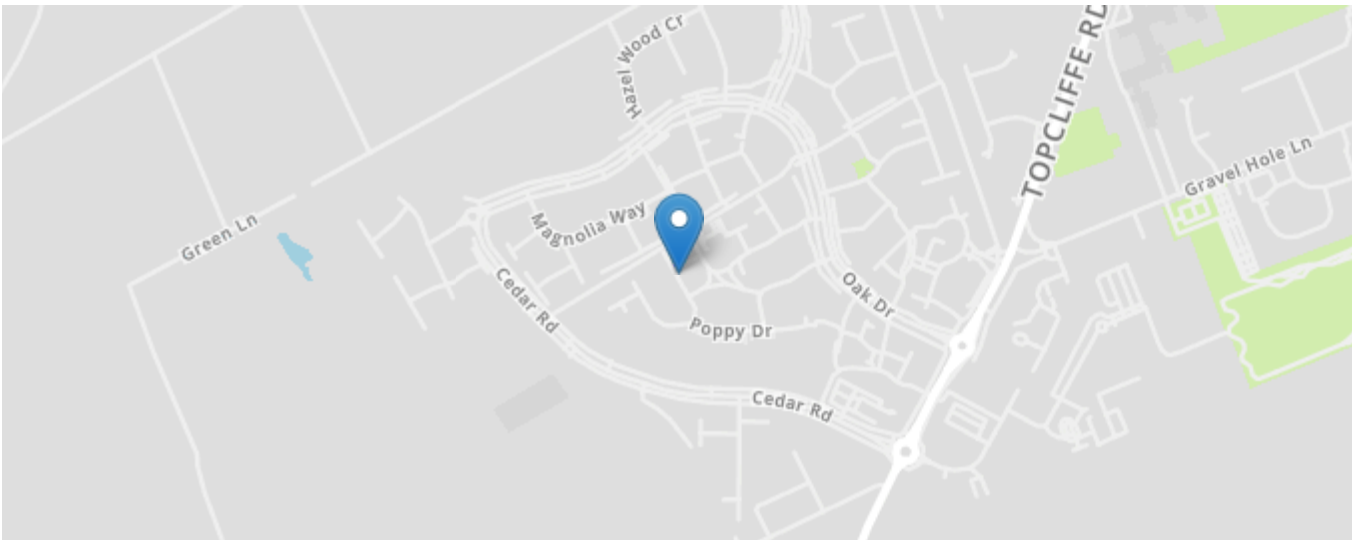 Hazel Wood Cr
TOPCLIFFE RD
Gravel Hole Ln
Green Ln
Magnolia Way
Cedar Rd
Oak Dr
Poppy Dr
Cedar Rd